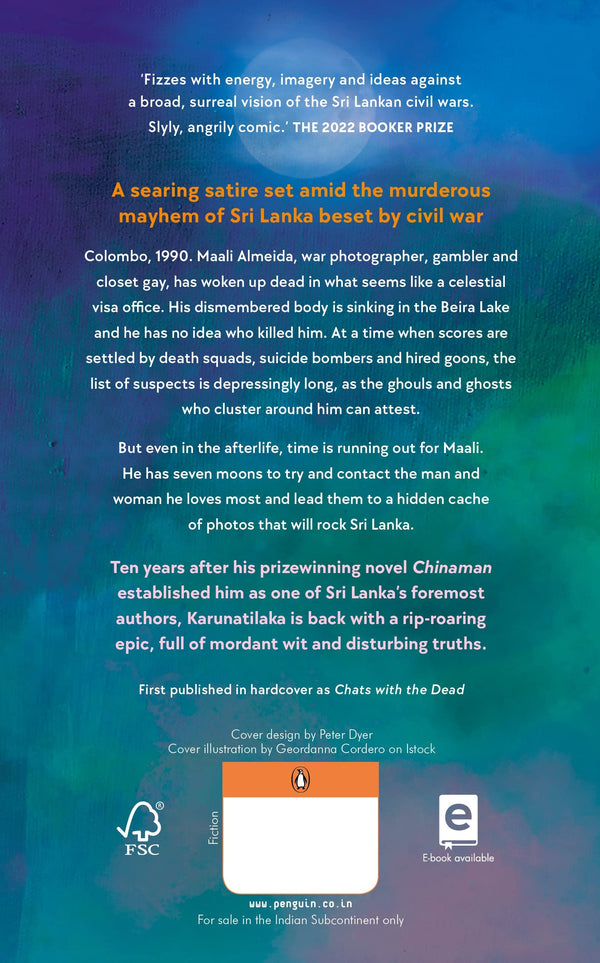 ‘Fizzes with energy, imagery and ideas against
a broad, surreal vision of the Sri Lankan civil wars.
Slyly, angrily comic.’ THE 2022 BOOKER PRIZE
A searing satire set amid the murderous
mayhem of Sri Lanka beset by civil war
Colombo, 1990. Maali Almeida, war photographer, gambler and
closet gay, has woken up dead in what seems like a celestial
visa office. His dismembered body is sinking in the Beira Lake
and he has no idea who killed him. At a time when scores are
settled by death squads, suicide bombers and hired goons, the
list of suspects is depressingly long, as the ghouls and ghosts
who cluster around him can attest.
But even in the afterlife, time is running out for Maali.
He has seven moons to try and contact the man and
woman he loves most and lead them to a hidden cache
of photos that will rock Sri Lanka.
Ten years after his prizewinning novel Chinaman
established him as one of Sri Lanka’s foremost
authors, Karunatilaka is back with a rip-roaring
epic, full of mordant wit and disturbing truths.
First published in hardcover as Chats with the Dead
Cover design by Peter Dyer
Cover illustration by Geordanna Cordero on Istock
®
FSC
Fiction
e
E-book available
www.penguin.co.in
For sale in the Indian Subcontinent only